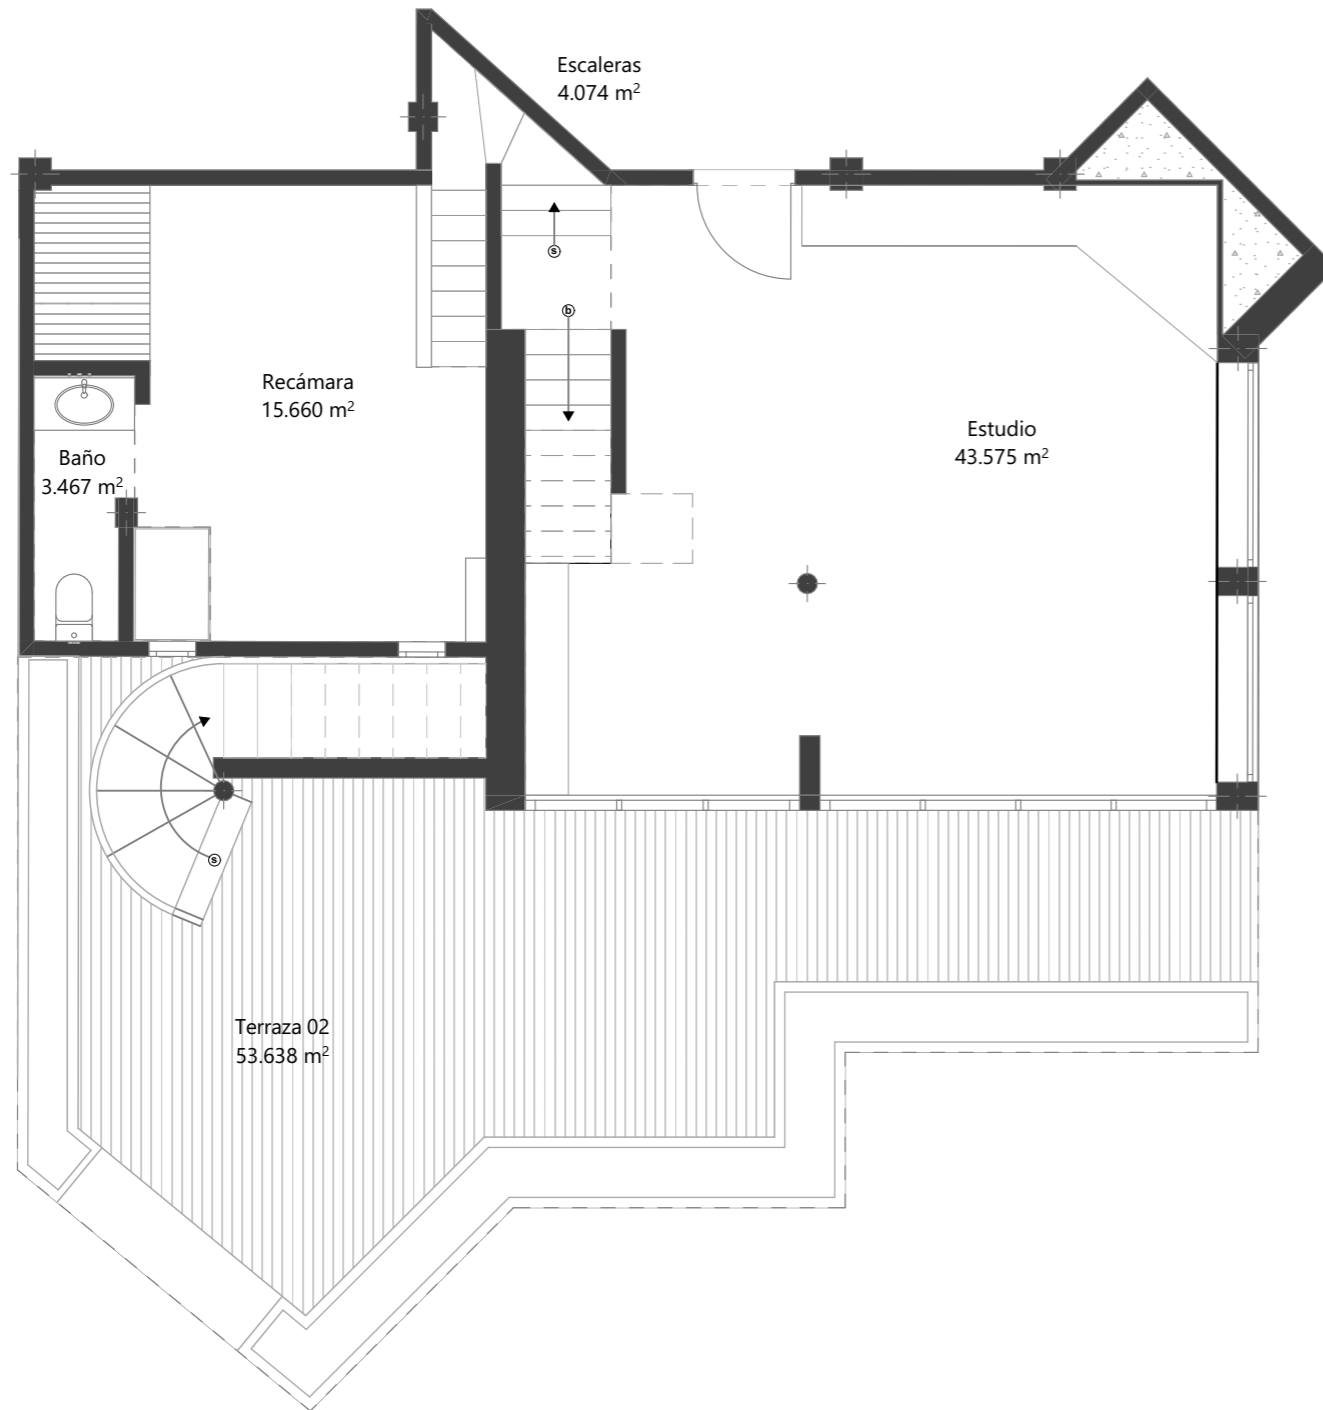 Escaleras
4.074 m²
s
b
Recámara
15.660 m²
Estudio
43.575 m²
Baño
3.467 m²
s
Terraza 02
53.638 m²